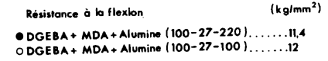 Résistance à la flexion (kg/mm²)
● DGEBA + MDA + Alumine (100-27-220).......11,4
○ DGEBA + MDA + Alumine (100-27-100).......12